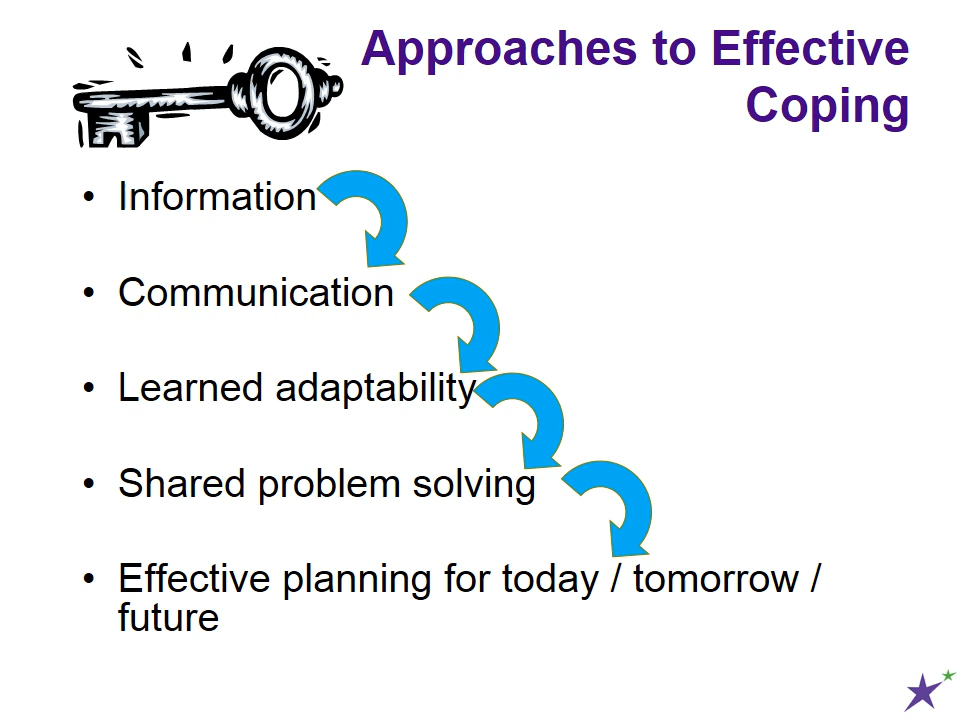 Approaches to Effective
Coping
• Information
• Communication
• Learned adaptability
• Shared problem solving
• Effective planning for today / tomorrow /
future